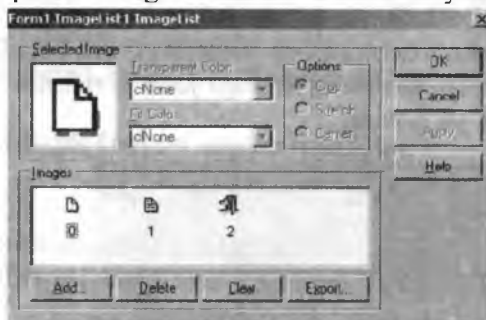 Form1.ImageList1 ImageList
Selected Image
Transparent Color:
clNone
Fill Color:
clNone
Options
Crop
Stretch
Center
OK
Cancel
Apply
Help
Images
0
1
2
Add...
Delete
Clear
Export...